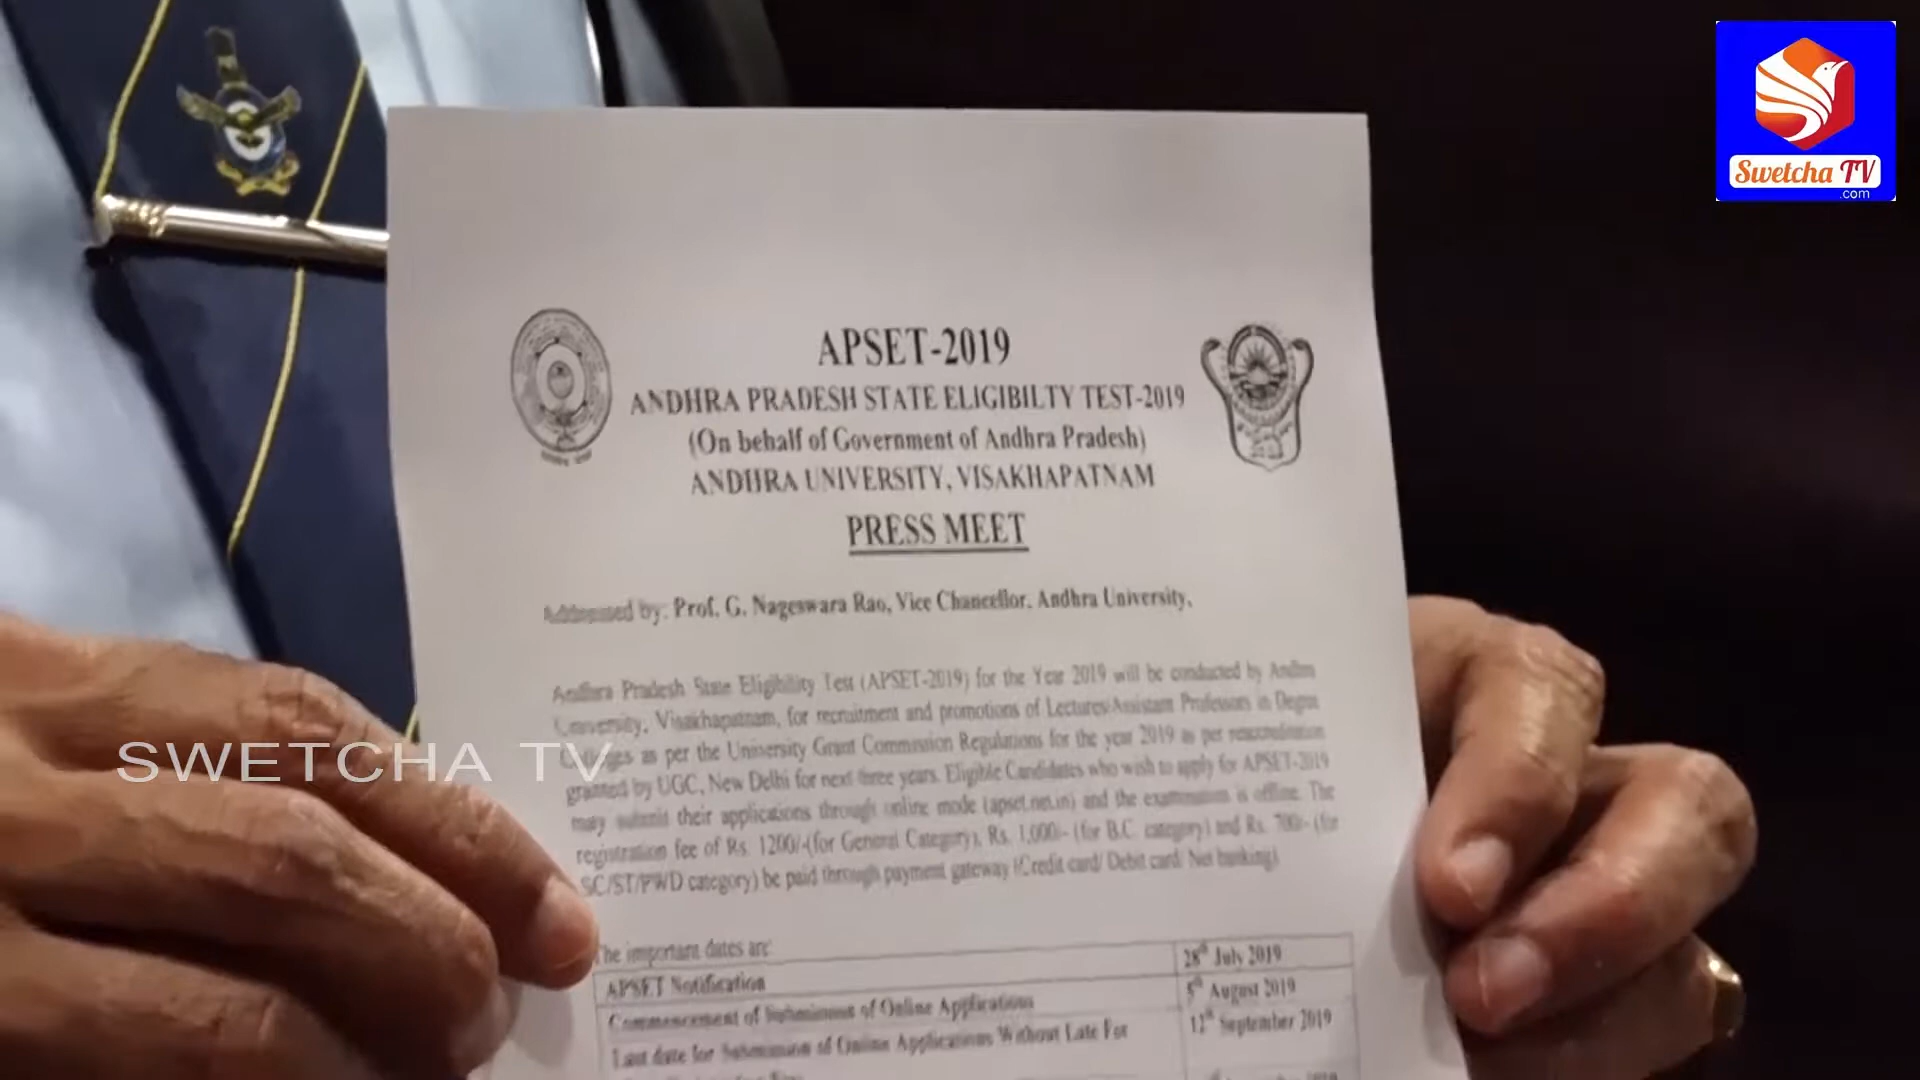 Swetcha TV
.com
APSET-2019
ANDHRA PRADESH STATE ELIGIBILTY TEST-2019
(On behalf of Government of Andhra Pradesh)
ANDHRA UNIVERSITY, VISAKHAPATNAM
PRESS MEET
Addressed by: Prof. G. Nageswara Rao, Vice Chancellor, Andhra University,
Andhra Pradesh State Eligibility Test (APSET-2019) for the Year 2019 will be conducted by Andhra
University, Visakhapatnam, for recruitment and promotions of Lectures/Assistant Professors in Degree
as per the University Grant Commission Regulations for the year 2019 as per
SWETCHA TV
granted by UGC, New Delhi for next three years. Eligible Candidates who wish to apply for APSET-2019
may submit their applications through online mode (apset.net.in) and the examination is offline. The
registration fee of Rs. 1200/-(for General Category), Rs. 1,000/- (for B.C. category) and Rs. 700/- (for
SC/ST/PWD category) be paid through payment gateway (Credit card/ Debit card/ Net banking)
The important dates are:
APSET Notification 28th July 2019
Commencement of Submission of Online Applications 5th August 2019
Last date for Submission of Online Applications Without Late Fee 12th September 2019